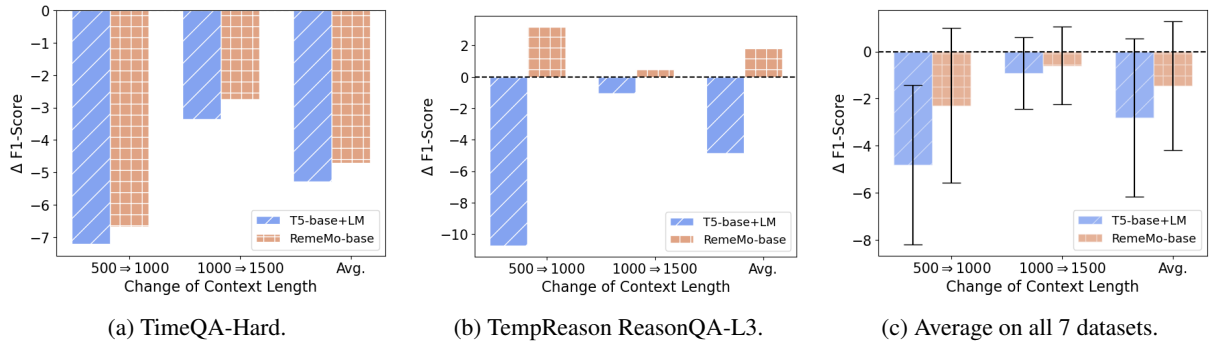 0
−1
−2
−3
−4
−5
−6
−7
Δ F1-Score
T5-base+LM
RemeMo-base
500⇒1000 1000⇒1500 Avg.
Change of Context Length
(a) TimeQA-Hard.
2
0
−2
−4
−6
−8
−10
Δ F1-Score
T5-base+LM
RemeMo-base
500⇒1000 1000⇒1500 Avg.
Change of Context Length
(b) TempReason ReasonQA-L3.
0
−2
−4
−6
−8
Δ F1-Score
T5-base+LM
RemeMo-base
500⇒1000 1000⇒1500 Avg.
Change of Context Length
(c) Average on all 7 datasets.